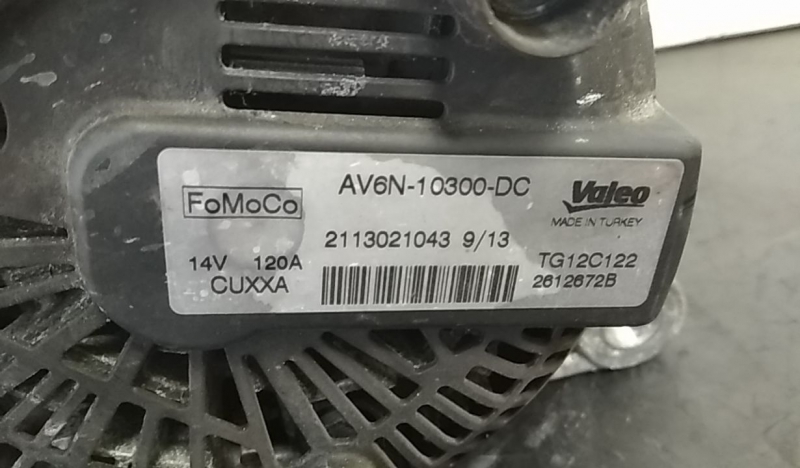 FoMoCo
AV6N-10300-DC
Valeo
MADE IN TURKEY
2113021043 9/13
14V 120A
TG12C122
CUXXA
2612672B